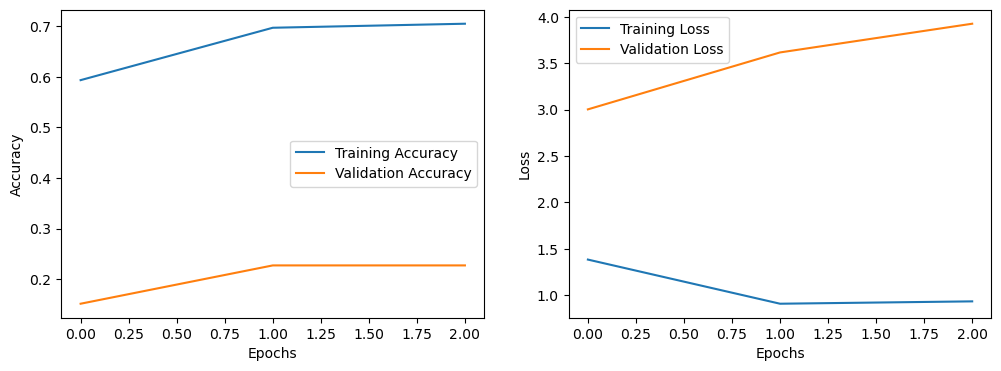 0.7
0.6
0.5
0.4
0.3
0.2
Accuracy
Training Accuracy
Validation Accuracy
0.00 0.25 0.50 0.75 1.00 1.25 1.50 1.75 2.00
Epochs
4.0
3.5
3.0
2.5
2.0
1.5
1.0
Loss
Training Loss
Validation Loss
0.00 0.25 0.50 0.75 1.00 1.25 1.50 1.75 2.00
Epochs